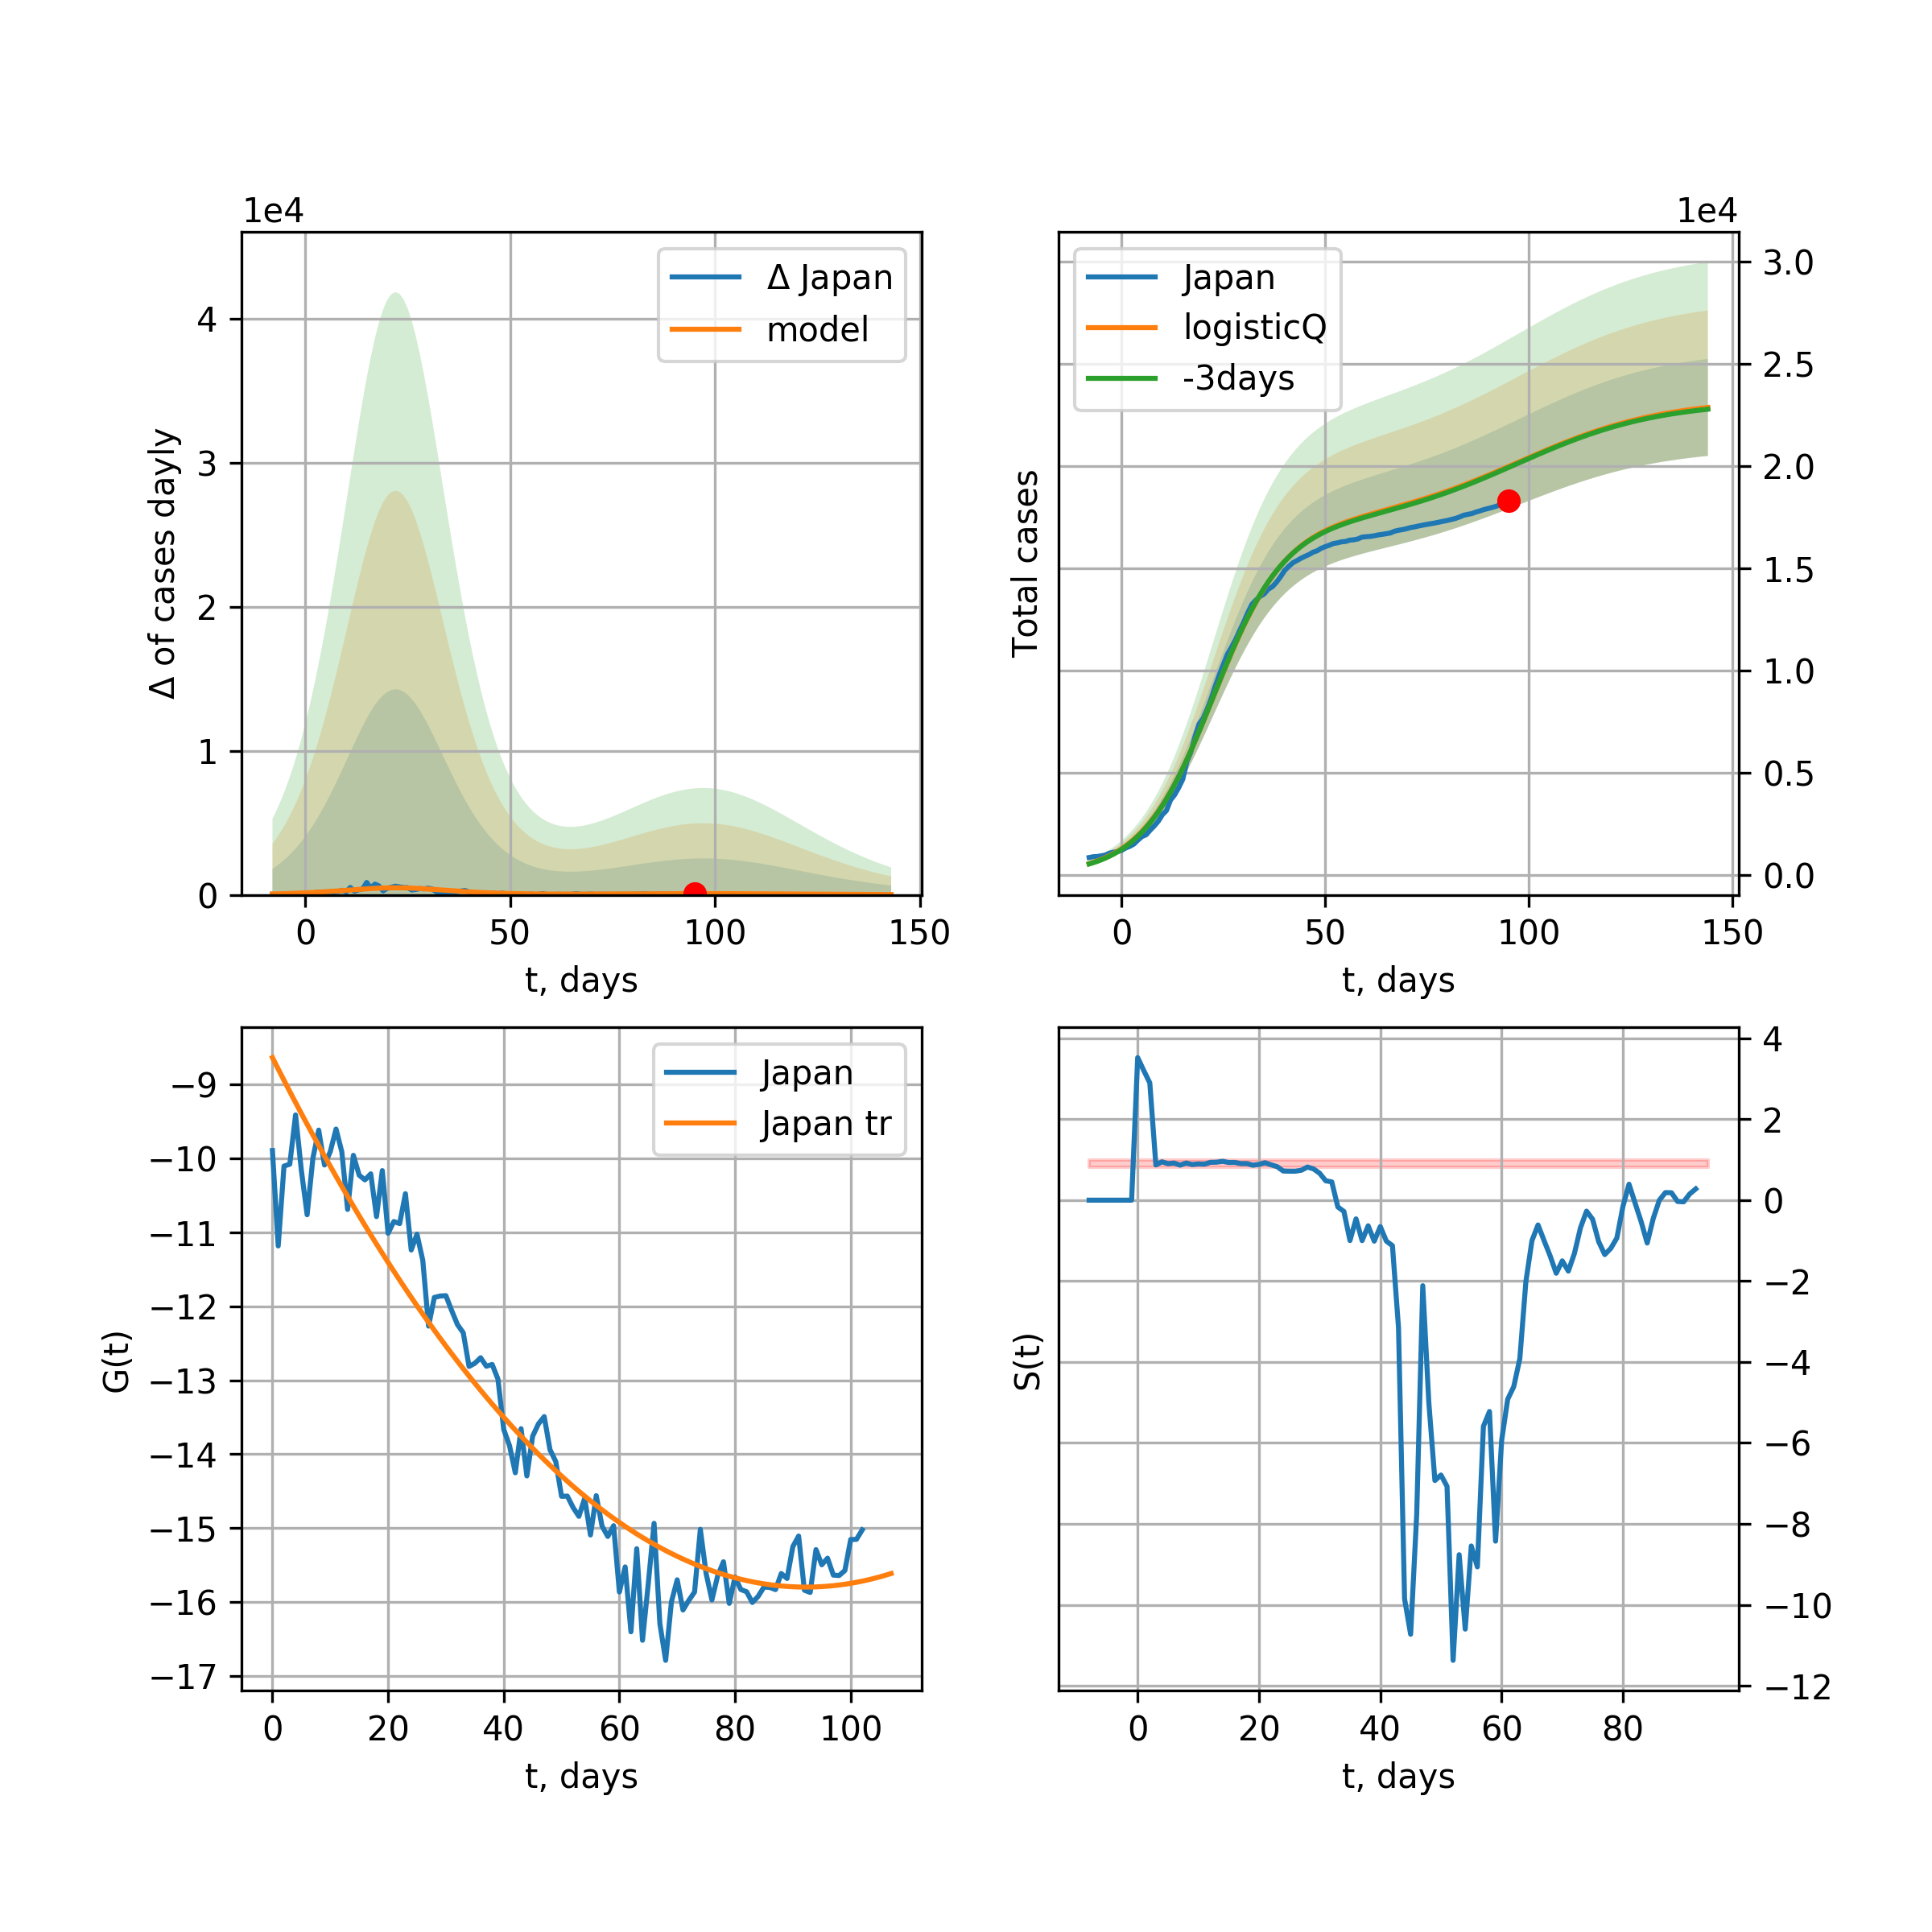 1e4
Δ of cases dayly
4
3
2
1
0
0
50
100
150
t, days
Δ Japan
model
1e4
Total cases
3.0
2.5
2.0
1.5
1.0
0.5
0.0
0
50
100
150
t, days
Japan
logisticQ
-3days
G(t)
−9
−10
−11
−12
−13
−14
−15
−16
−17
0
20
40
60
80
100
t, days
Japan
Japan tr
S(t)
4
2
0
−2
−4
−6
−8
−10
−12
0
20
40
60
80
t, days